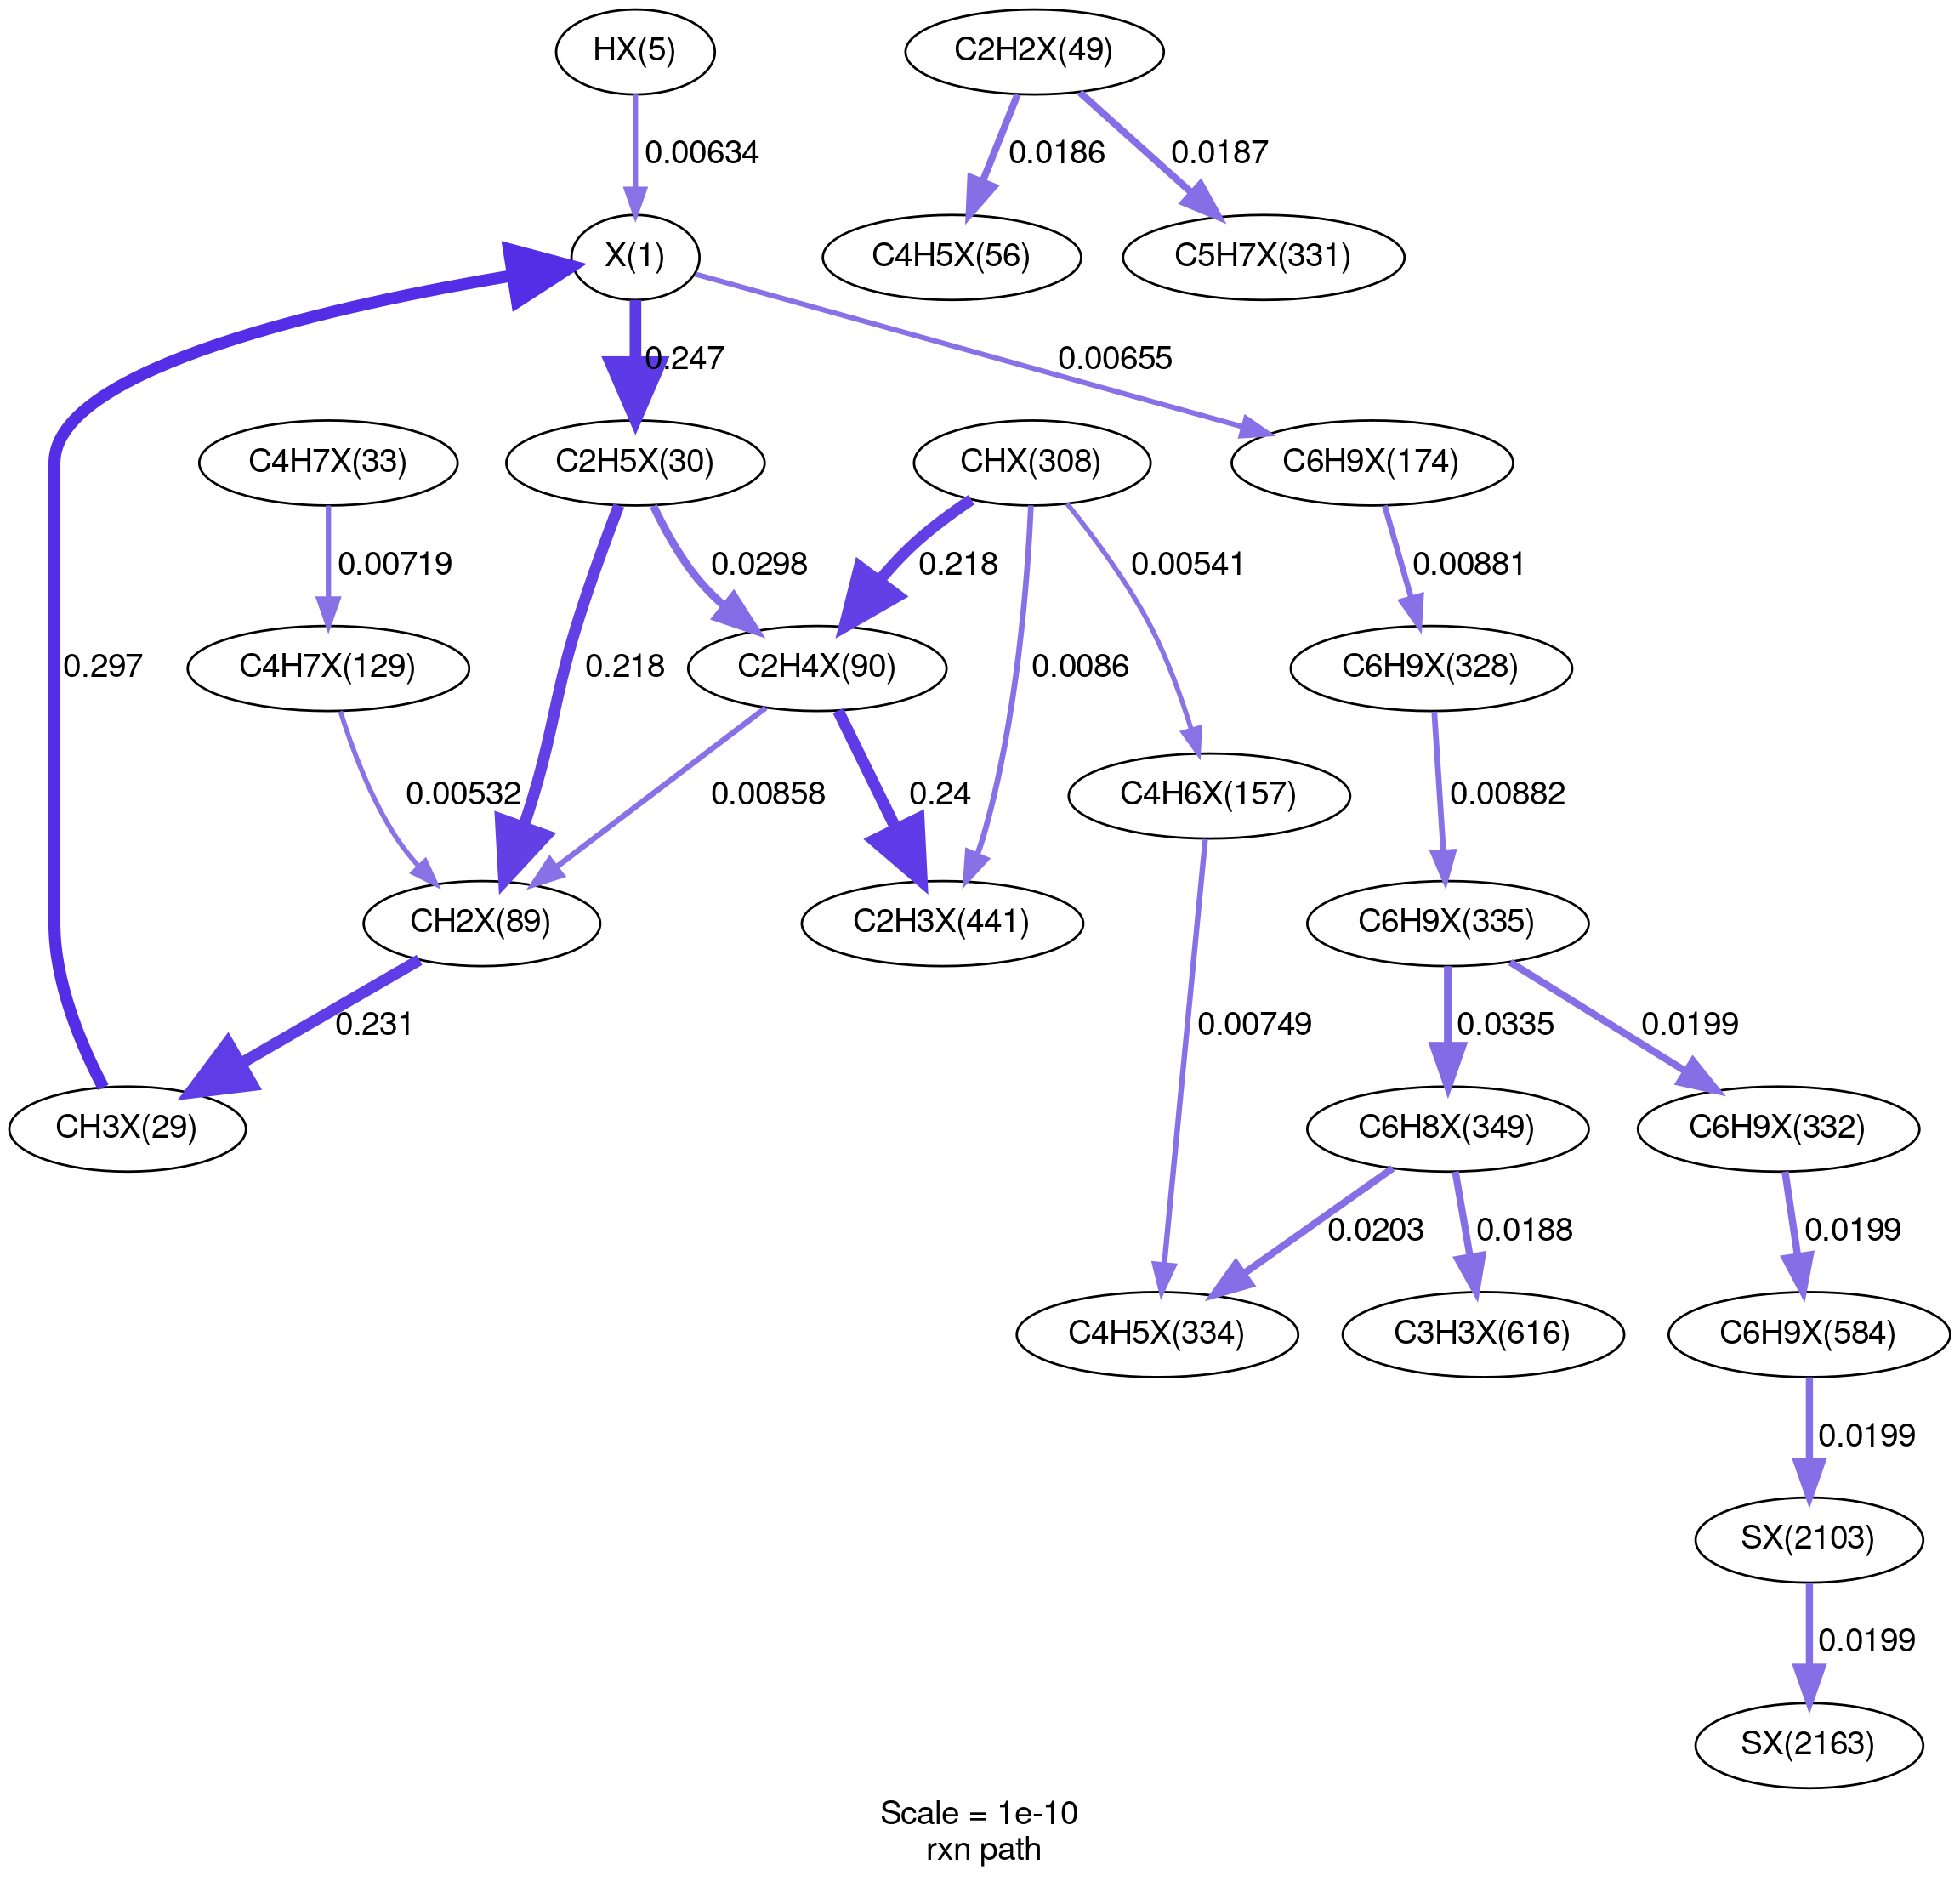 HX(5)
C2H2X(49)
0.00634
0.0186
0.0187
X(1)
C4H5X(56)
C5H7X(331)
0.247
0.00655
C4H7X(33)
C2H5X(30)
CHX(308)
C6H9X(174)
0.00719
0.0298
0.218
0.00541
0.00881
0.297
C4H7X(129)
0.218
C2H4X(90)
0.0086
C6H9X(328)
0.00532
0.00858
0.24
C4H6X(157)
0.00882
CH2X(89)
C2H3X(441)
C6H9X(335)
0.231
0.00749
0.0335
0.0199
CH3X(29)
C6H8X(349)
C6H9X(332)
0.0203
0.0188
0.0199
C4H5X(334)
C3H3X(616)
C6H9X(584)
0.0199
SX(2103)
0.0199
SX(2163)
Scale = 1e-10
rxn path